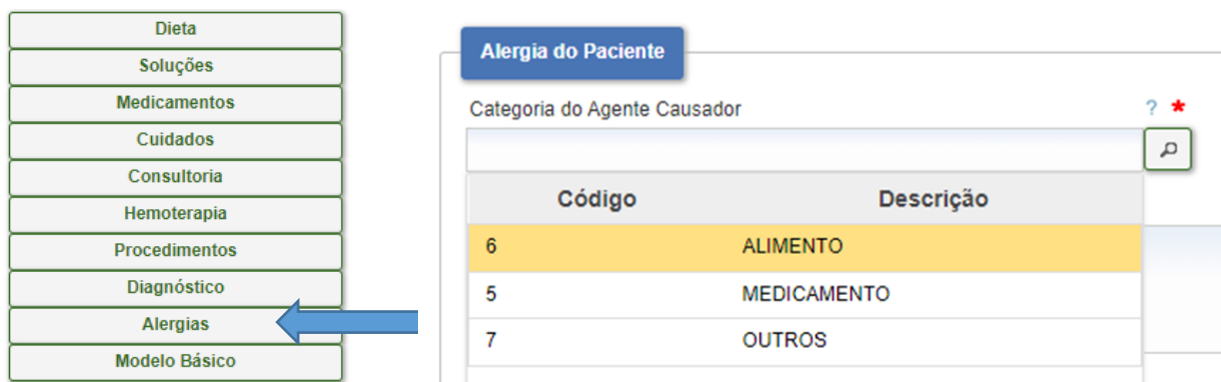 Dieta
Soluções
Medicamentos
Cuidados
Consultoria
Hemoterapia
Procedimentos
Diagnóstico
Alergias
Modelo Básico
Alergia do Paciente
Categoria do Agente Causador ? *
Código Descrição
6 ALIMENTO
5 MEDICAMENTO
7 OUTROS